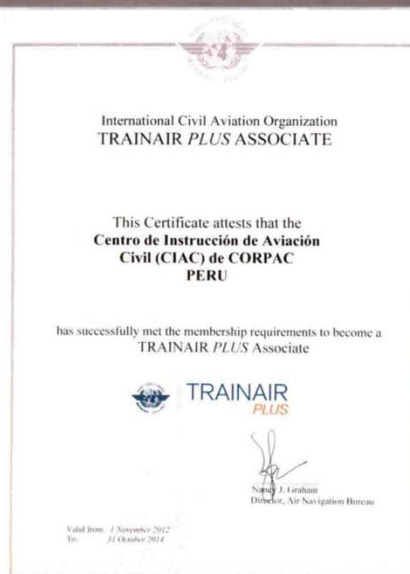 International Civil Aviation Organization
TRAINAIR PLUS ASSOCIATE
This Certificate attests that the
Centro de Instrucción de Aviación
Civil (CIAC) de CORPAC
PERU
has successfully met the membership requirements to become a
TRAINAIR PLUS Associate
TRAINAIR
PLUS
Nancy J. Graham
Director, Air Navigation Bureau
Valid from: 1 November 2012
To: 31 October 2014